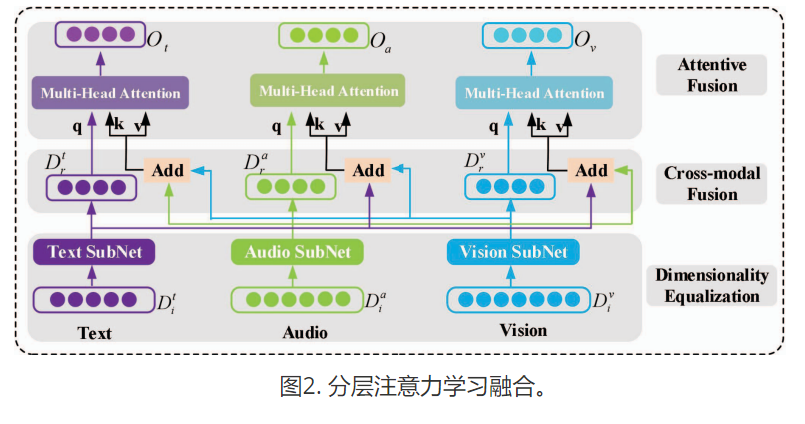 O_t
O_a
O_v
Multi-Head Attention
Multi-Head Attention
Multi-Head Attention
Attentive
Fusion
q
k
v
q
k
v
q
k
v
D_r^t
Add
D_r^a
Add
D_r^v
Add
Cross-modal
Fusion
Text SubNet
Audio SubNet
Vision SubNet
Dimensionality
Equalization
D_i^t
D_i^a
D_i^v
Text
Audio
Vision
图2. 分层注意力学习融合。